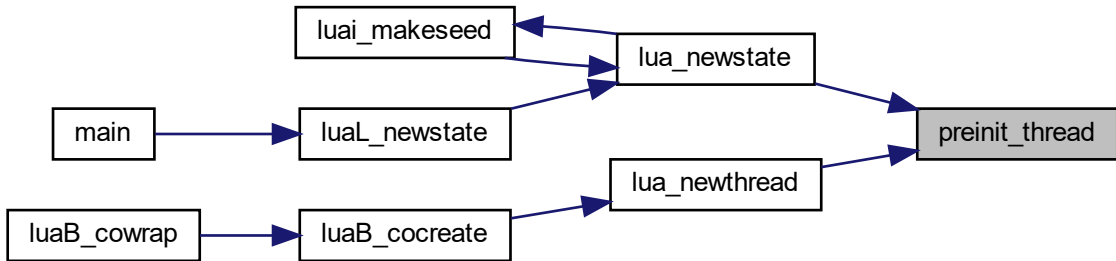 luai_makeseed
lua_newstate
main
luaL_newstate
preinit_thread
lua_newthread
luaB_cowrap
luaB_cocreate